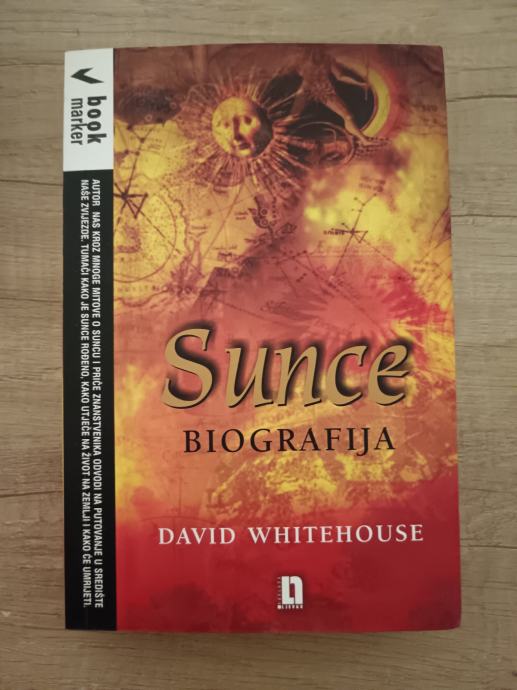 book
marker
AUTOR NAS KROZ MNOGE MITOVE O SUNCU I PRIČE ZNANSTVENIKA ODVODI NA PUTOVANJE U SREDIŠTE
NAŠE ZVIJEZDE. TUMAČI KAKO JE SUNCE ROĐENO, KAKO UTJEČE NA ŽIVOT NA ZEMLJI I KAKO ĆE UMRIJETI.
Sunce
BIOGRAFIJA
DAVID WHITEHOUSE
LJEVAK